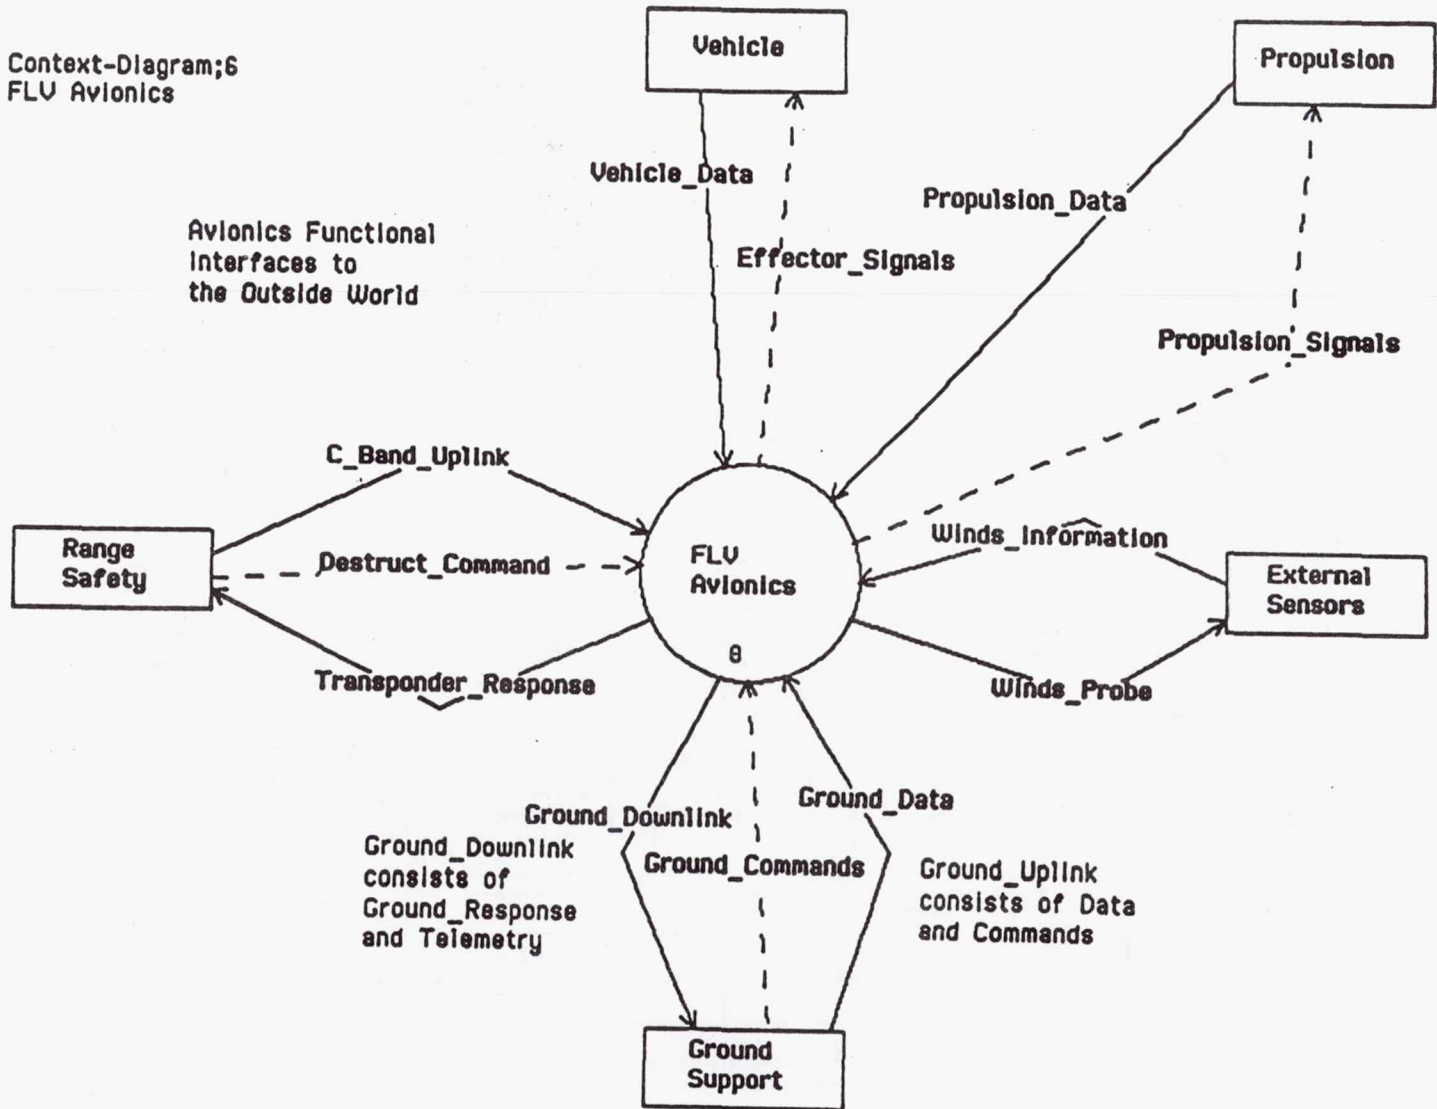 Context-Diagram;6
FLV Avionics
Vehicle
Propulsion
Vehicle_Data
Propulsion_Data
Avionics Functional
Interfaces to
the Outside World
Effector_Signals
Propulsion_Signals
C_Band_Uplink
Winds_Information
Range
Safety
Destruct_Command
FLV
Avionics
0
External
Sensors
Transponder_Response
Winds_Probe
Ground_Downlink
Ground_Data
Ground_Downlink
consists of
Ground_Response
and Telemetry
Ground_Commands
Ground_Uplink
consists of Data
and Commands
Ground
Support